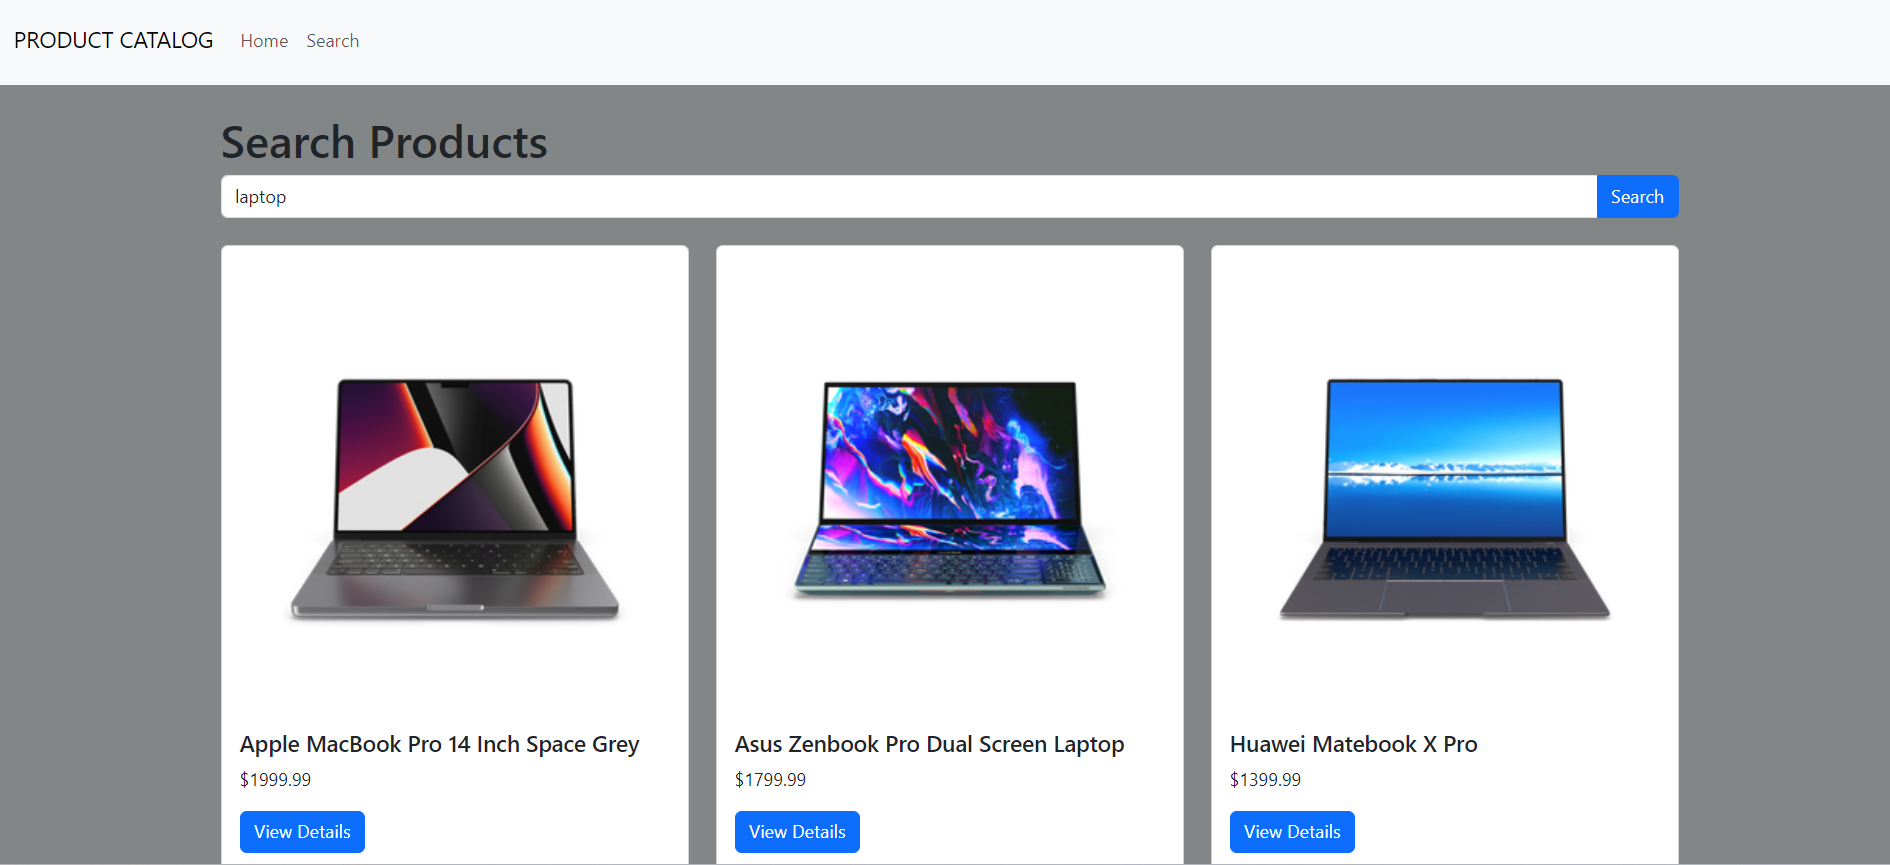 PRODUCT CATALOG Home Search
Search Products
laptop Search
Apple MacBook Pro 14 Inch Space Grey
$1999.99
View Details
Asus Zenbook Pro Dual Screen Laptop
$1799.99
View Details
Huawei Matebook X Pro
$1399.99
View Details